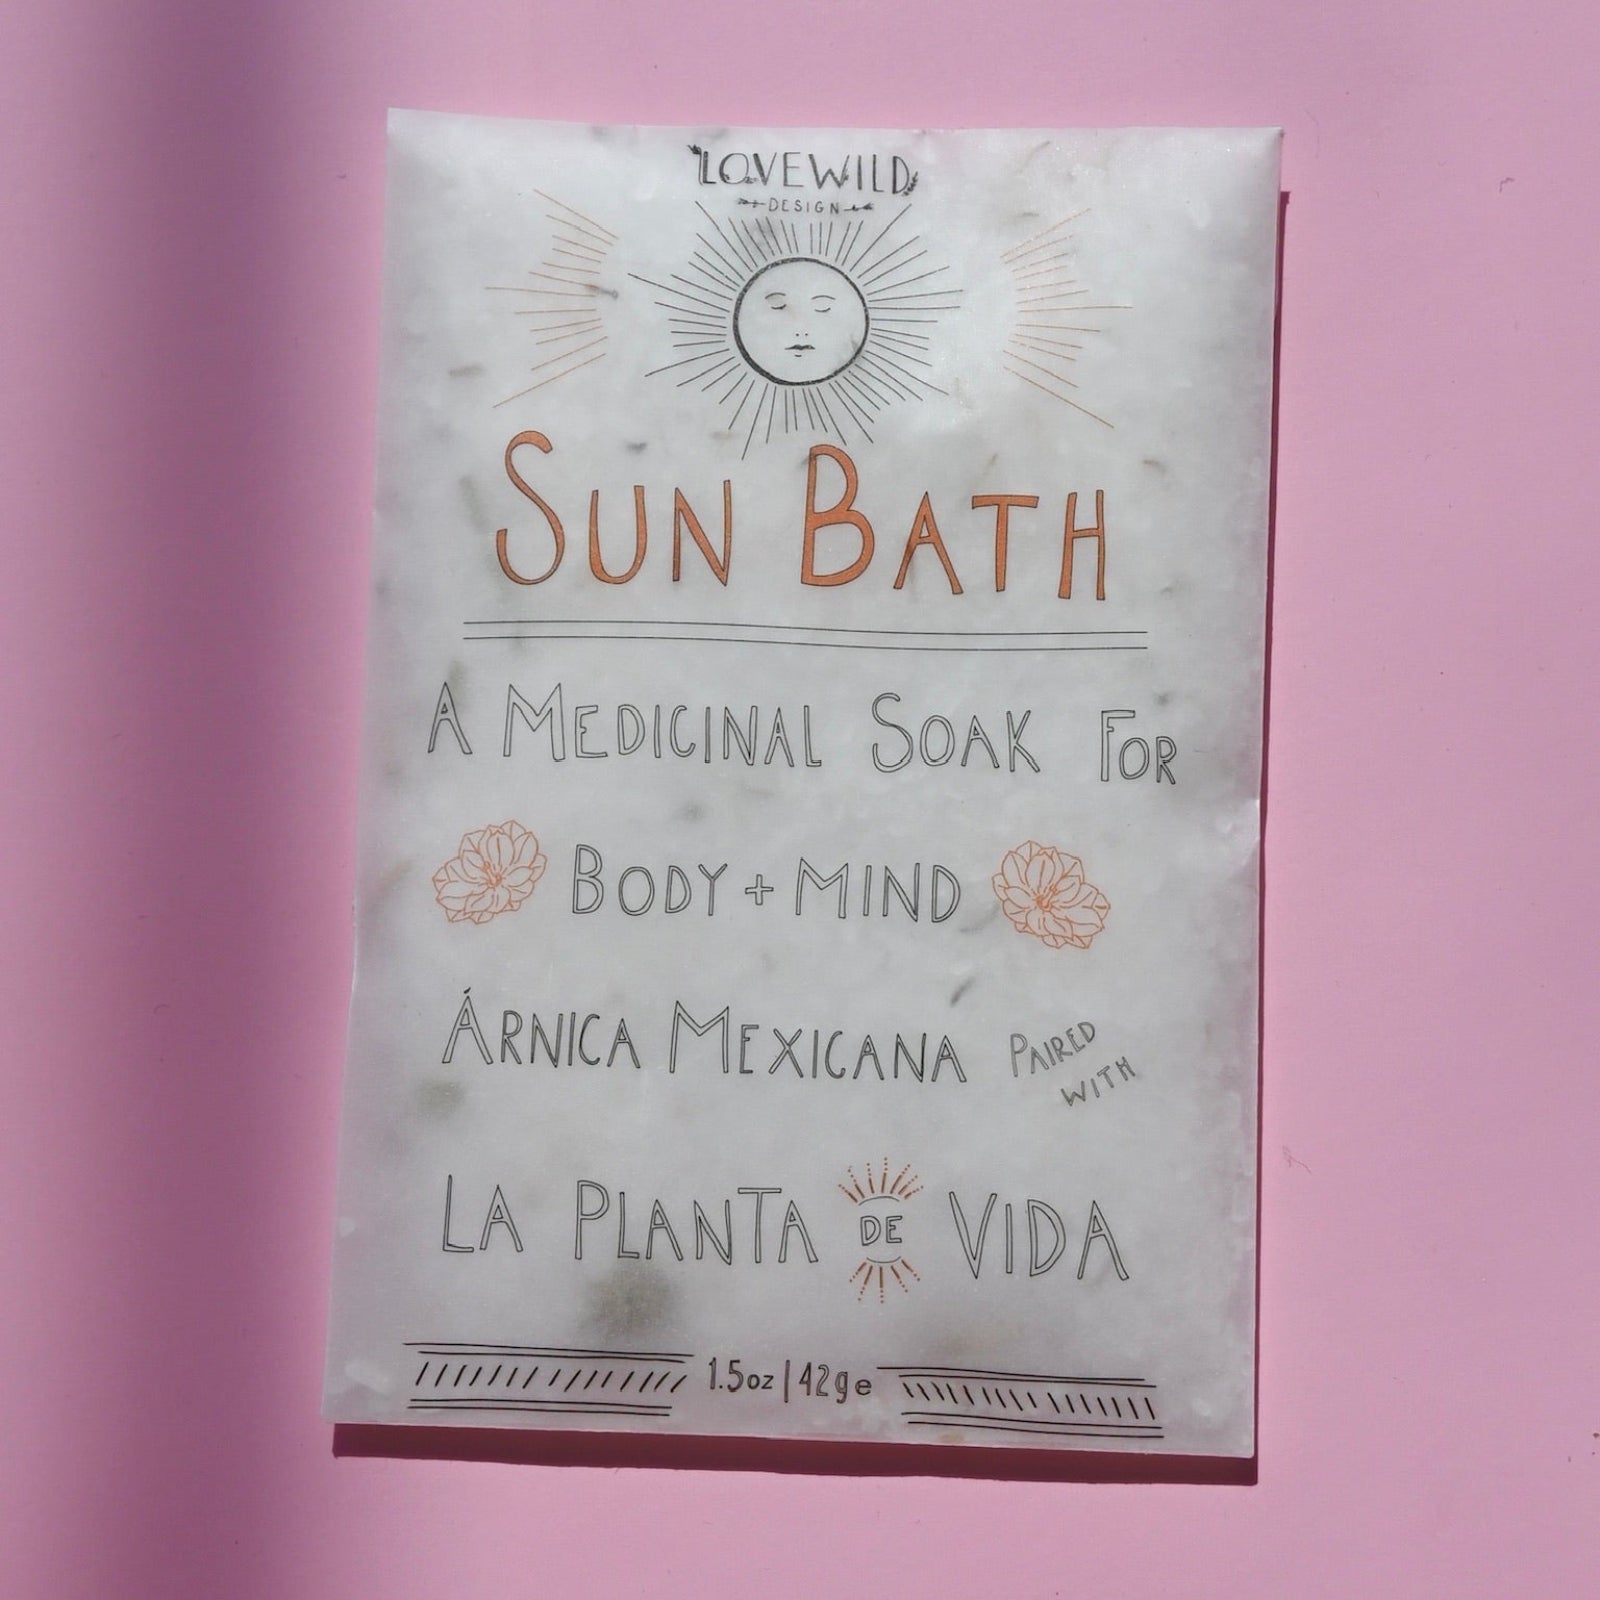 LOVEWILD
DESIGN
SUN BATH
A MEDICINAL SOAK FOR
BODY + MIND
ÁRNICA MEXICANA PAIRED
WITH
LA PLANTA DE VIDA
1.5oz | 42g e